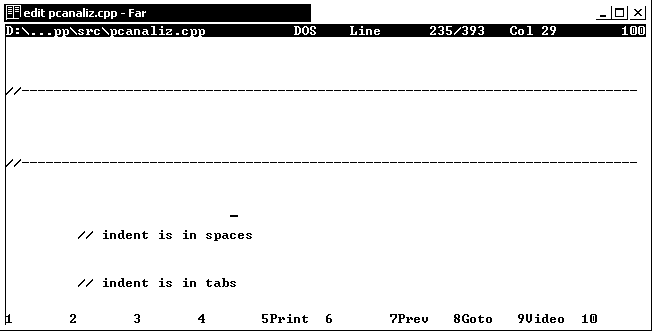 edit pcanaliz.cpp - Far
D:\...pp\src\pcanaliz.cpp DOS Line 235/393 Col 29 100
//-----------------------------------------------------------------------------
//-----------------------------------------------------------------------------
// indent is in spaces
// indent is in tabs
1 2 3 4 5Print 6 7Prev 8Goto 9Video 10